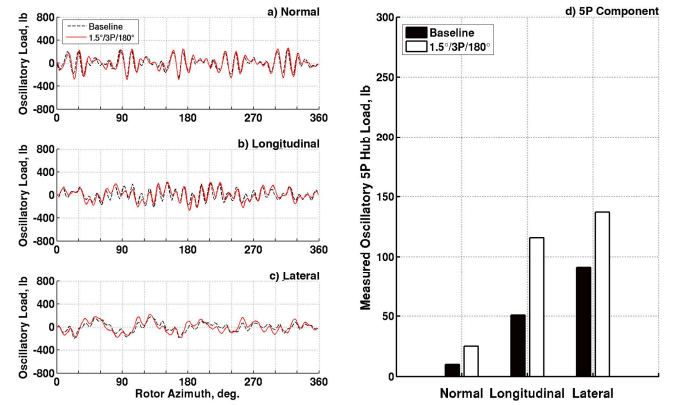 a) Normal
Oscillatory Load, lb
800
400
0
-400
-800
Baseline
1.5°/3P/180°
0
90
180
270
360
b) Longitudinal
Oscillatory Load, lb
800
400
0
-400
-800
0
90
180
270
360
c) Lateral
Oscillatory Load, lb
800
400
0
-400
-800
0
90
180
270
360
Rotor Azimuth, deg.
d) 5P Component
Measured Oscillatory 5P Hub Load, lb
300
250
200
150
100
50
0
Baseline
1.5°/3P/180°
Normal Longitudinal Lateral